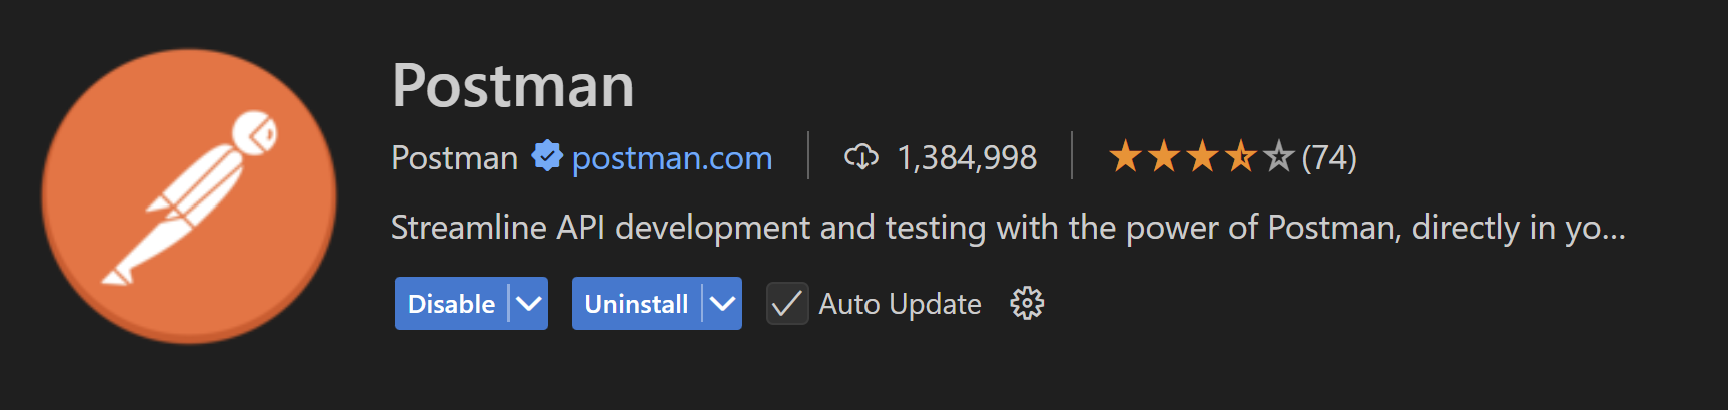 Postman
Postman postman.com 1,384,998 (74)
Streamline API development and testing with the power of Postman, directly in yo...
Disable Uninstall Auto Update